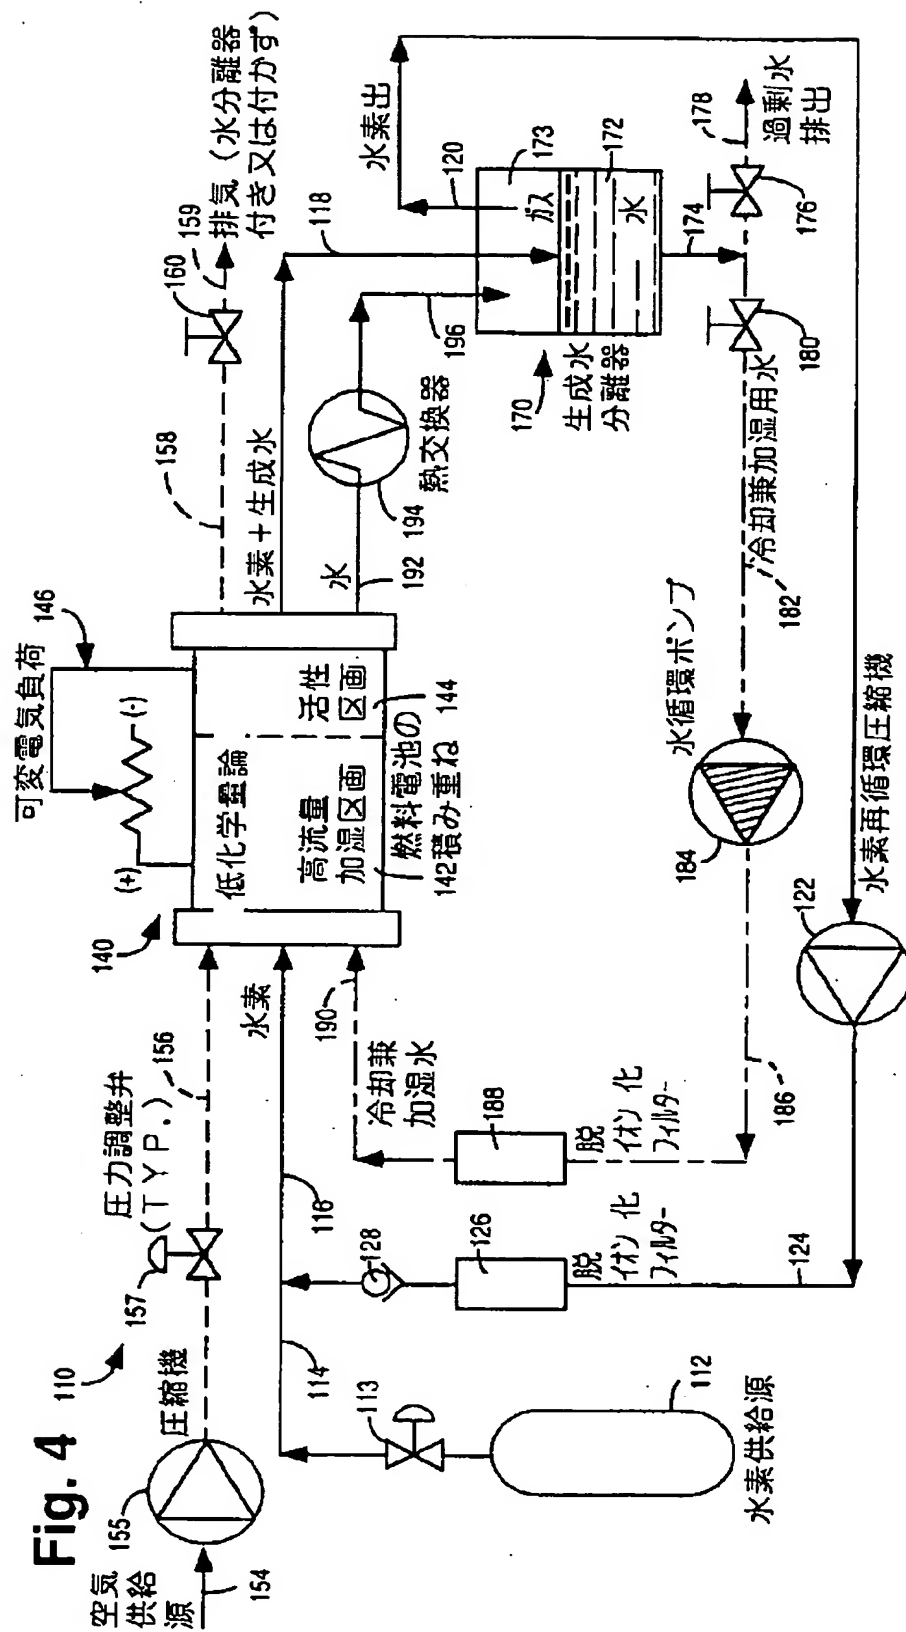 Fig. 4
110
空気
供給
源
154
155
圧縮機
157
圧力調整弁
(TYP.)
156
140
可変電気負荷
146
(+)
(-)
低化学量論
高流量
加湿区画
活性
区画
142
144
燃料電池の
積み重ね
158
160
159
排気(水分離器
付き又は付かず)
水素+生成水
118
水
192
194
熱交換器
196
水素出
120
173
ガス
172
水
170
生成水
分離器
174
176
178
過剰水
排出
180
冷却兼加湿用水
182
水循環ポンプ
184
186
188
脱
イオン化
フィルター
冷却兼
加湿水
190
水素
116
114
113
112
水素供給源
128
126
脱
イオン化
フィルター
124
122
水素再循環圧縮機